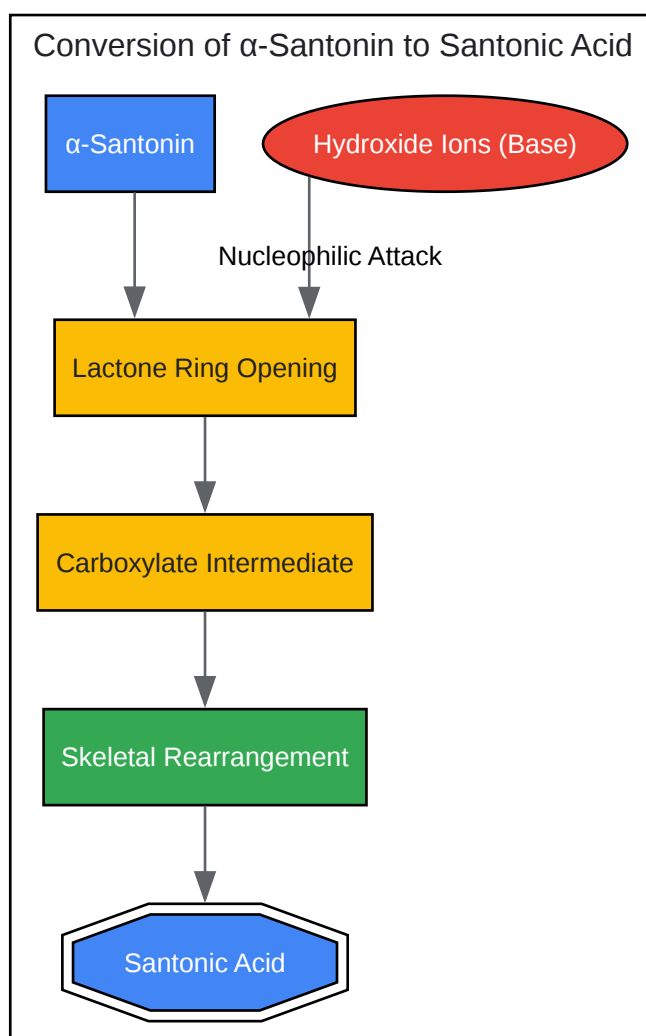 Conversion of α-Santonin to Santonic Acid
α-Santonin
Hydroxide Ions (Base)
Nucleophilic Attack
Lactone Ring Opening
Carboxylate Intermediate
Skeletal Rearrangement
Santonic Acid